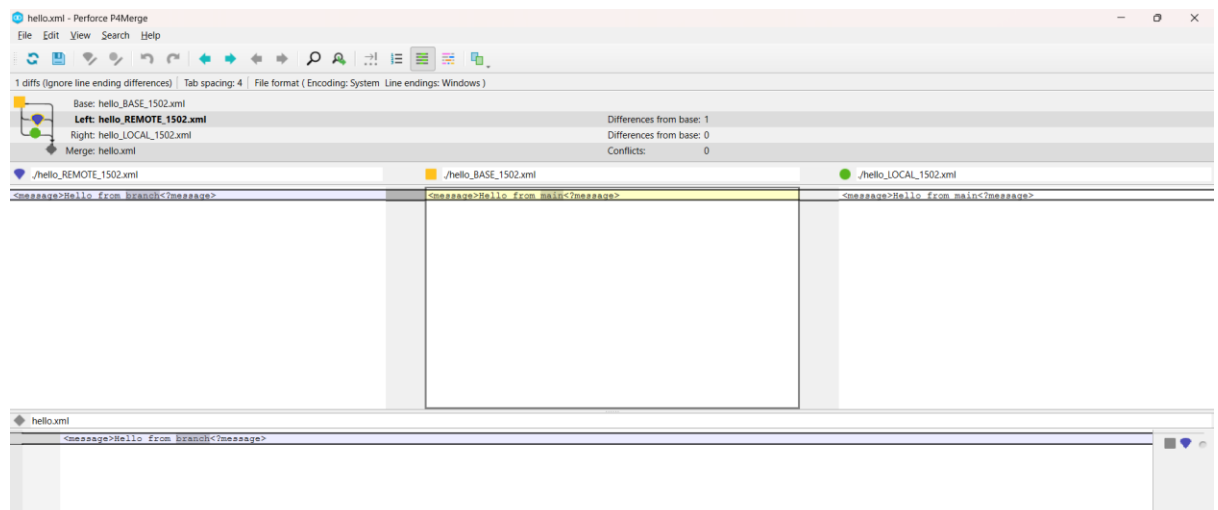 hello.xml - Perforce P4Merge
File Edit View Search Help
1 diffs (Ignore line ending differences) Tab spacing: 4 File format ( Encoding: System Line endings: Windows )
Base: hello_BASE_1502.xml
Left: hello_REMOTE_1502.xml Differences from base: 1
Right: hello_LOCAL_1502.xml Differences from base: 0
Merge: hello.xml Conflicts: 0
./hello_REMOTE_1502.xml ./hello_BASE_1502.xml ./hello_LOCAL_1502.xml
<message>Hello from branch<?message> <message>Hello from main<?message> <message>Hello from main<?message>
hello.xml
<message>Hello from branch<?message>